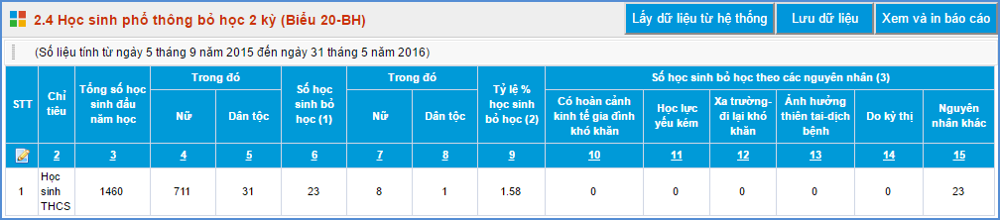 2.4 Học sinh phổ thông bỏ học 2 kỳ (Biểu 20-BH)
Lấy dữ liệu từ hệ thống Lưu dữ liệu Xem và in báo cáo
(Số liệu tính từ ngày 5 tháng 9 năm 2015 đến ngày 31 tháng 5 năm 2016)
STT
Chỉ
tiêu
Tổng số học
sinh đầu
năm học
Trong đó
Nữ Dân tộc
Số học
sinh bỏ
học (1)
Trong đó
Nữ Dân tộc
Tỷ lệ %
học sinh
bỏ học (2)
Số học sinh bỏ học theo các nguyên nhân (3)
Có hoàn cảnh
kinh tế gia đình
khó khăn
Học lực
yếu kém
Xa trường-
đi lại khó
khăn
Ảnh hưởng
thiên tai-dịch
bệnh
Do kỳ thị
Nguyên
nhân khác
2 3 4 5 6 7 8 9 10 11 12 13 14 15
1 Học sinh THCS 1460 711 31 23 8 1 1.58 0 0 0 0 0 23